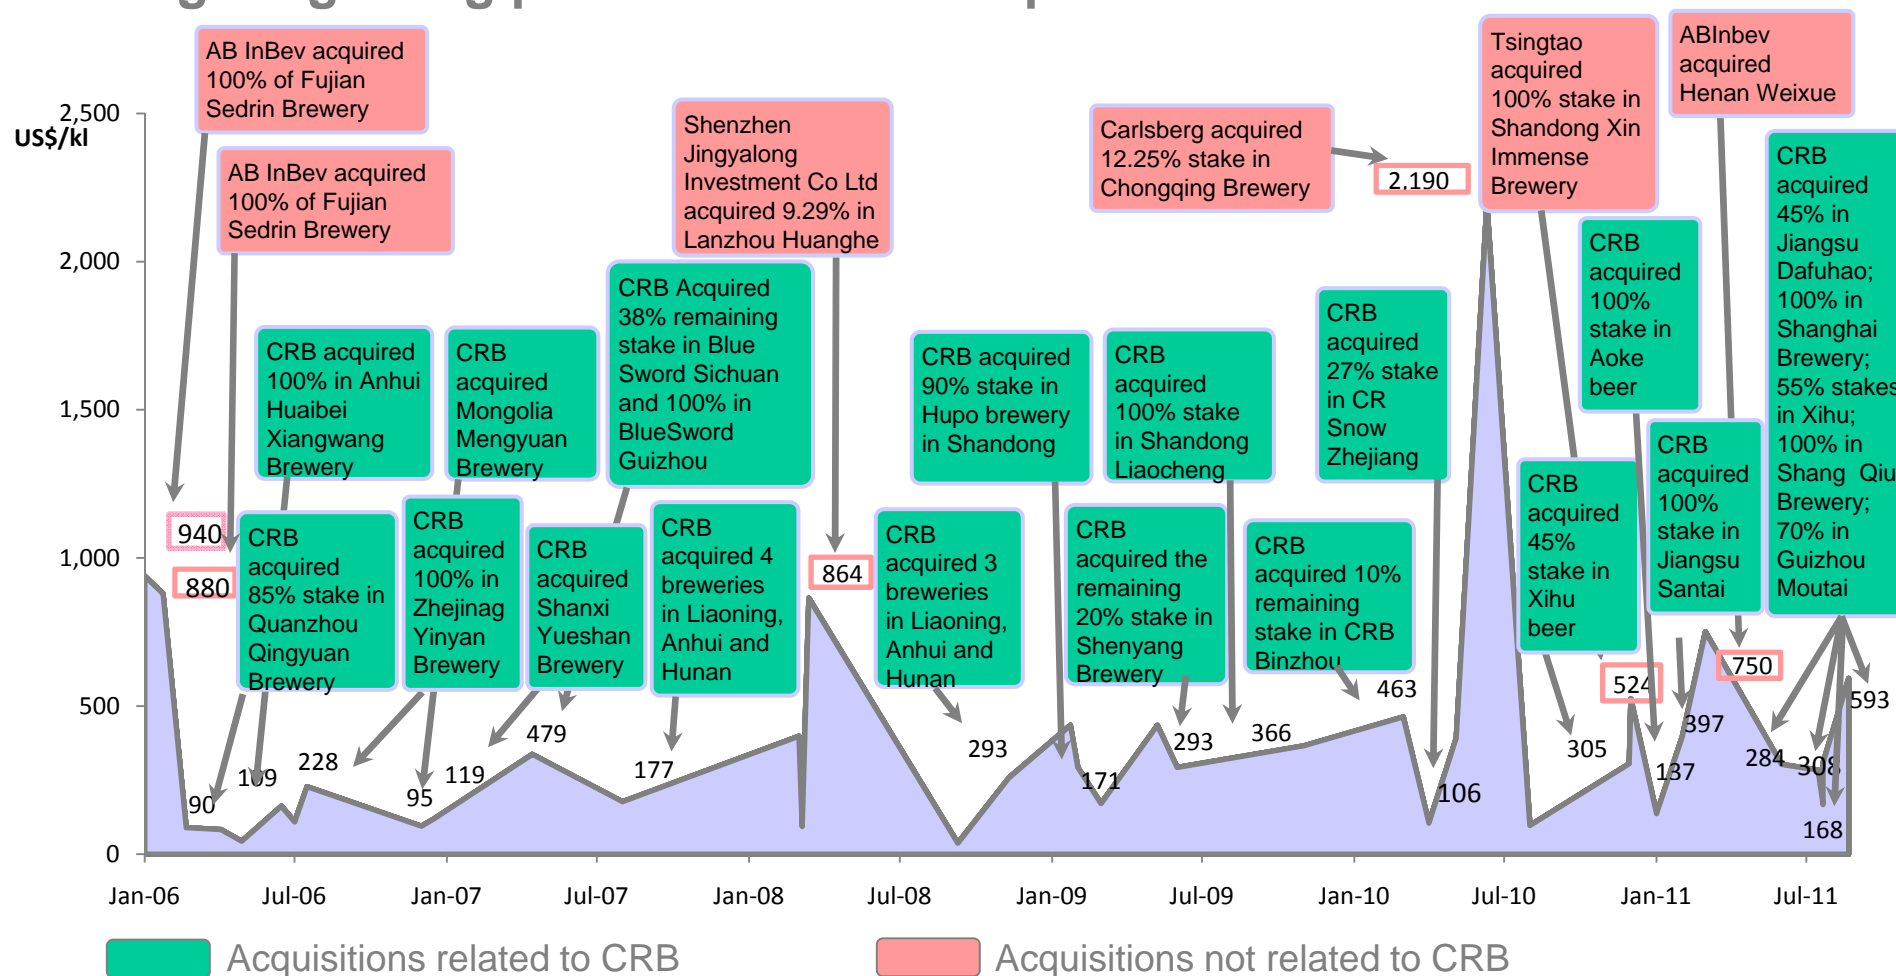 AB InBev acquired
100% of Fujian
Sedrin Brewery
AB InBev acquired
100% of Fujian
Sedrin Brewery
Shenzhen
Jingyalong
Investment Co Ltd
acquired 9.29% in
Lanzhou Huanghe
Carlsberg acquired
12.25% stake in
Chongqing Brewery
Tsingtao
acquired
100% stake in
Shandong Xin
Immense
Brewery
ABInbev
acquired
Henan Weixue
CRB
acquired
45% in
Jiangsu
Dafuhao;
100% in
Shanghai
Brewery;
55% stakes
in Xihu;
100% in
Shang Qiu
Brewery;
70% in
Guizhou
Moutai
CRB
acquired
100%
stake in
Aoke
beer
CRB Acquired
38% remaining
stake in Blue
Sword Sichuan
and 100% in
BlueSword
Guizhou
CRB acquired
100% in Anhui
Huaibei
Xiangwang
Brewery
CRB
acquired
Mongolia
Mengyuan
Brewery
CRB acquired
90% stake in
Hupo brewery
in Shandong
CRB
acquired
100% stake
in Shandong
Liaocheng
CRB
acquired
27% stake
in CR
Snow
Zhejiang
CRB
acquired
100%
stake in
Jiangsu
Santai
CRB
acquired
45%
stake in
Xihu
beer
CRB
acquired
85% stake in
Quanzhou
Qingyuan
Brewery
CRB
acquired
100% in
Zhejinag
Yinyan
Brewery
CRB
acquired
Shanxi
Yueshan
Brewery
CRB
acquired 4
breweries
in Liaoning,
Anhui and
Hunan
CRB
acquired 3
breweries
in Liaoning,
Anhui and
Hunan
CRB
acquired the
remaining
20% stake in
Shenyang
Brewery
CRB
acquired 10%
remaining
stake in CRB
Binzhou
US$/kl
2,500
2,000
1,500
1,000
500
0
940
880
90
109
228
95
119
479
177
864
293
171
293
366
463
2,190
106
305
524
137
397
750
284
308
168
593
Jan-06
Jul-06
Jan-07
Jul-07
Jan-08
Jul-08
Jan-09
Jul-09
Jan-10
Jul-10
Jan-11
Jul-11
Acquisitions related to CRB
Acquisitions not related to CRB